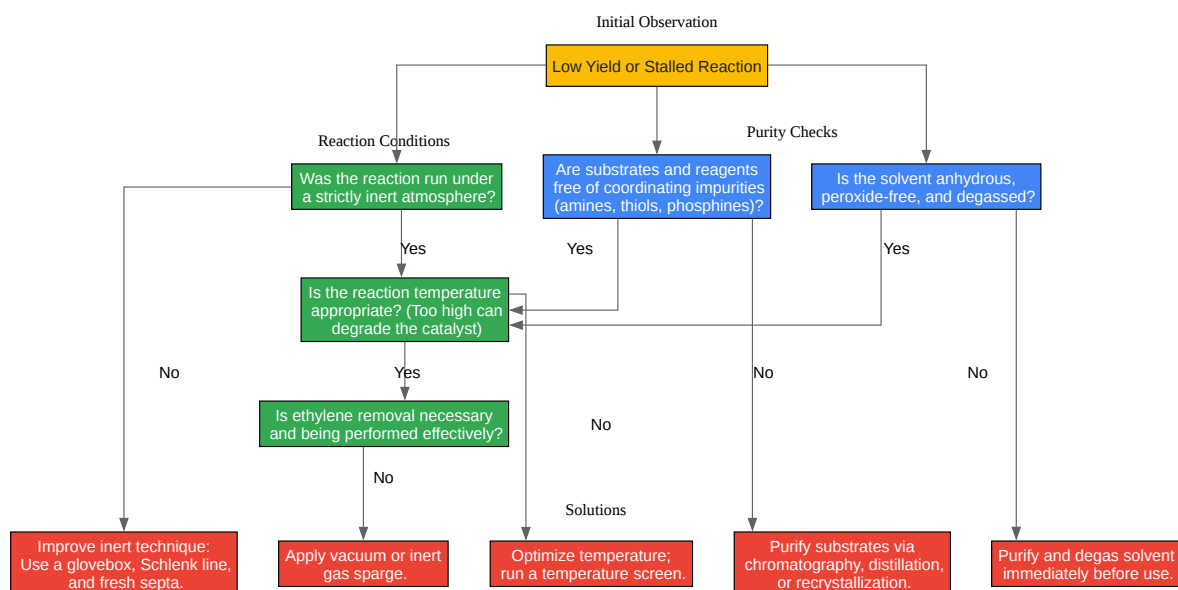 Initial Observation
Low Yield or Stalled Reaction
Reaction Conditions
Purity Checks
Was the reaction run under
a strictly inert atmosphere?
Are substrates and reagents
free of coordinating impurities
(amines, thiols, phosphines)?
Is the solvent anhydrous,
peroxide-free, and degassed?
Yes
Yes
Yes
Is the reaction temperature
appropriate? (Too high can
degrade the catalyst)
No
Yes
No
No
Is ethylene removal necessary
and being performed effectively?
No
No
Solutions
Improve inert technique:
Use a glovebox, Schlenk line,
and fresh septa.
Apply vacuum or inert
gas sparge.
Optimize temperature;
run a temperature screen.
Purify substrates via
chromatography, distillation,
or recrystallization.
Purify and degas solvent
immediately before use.